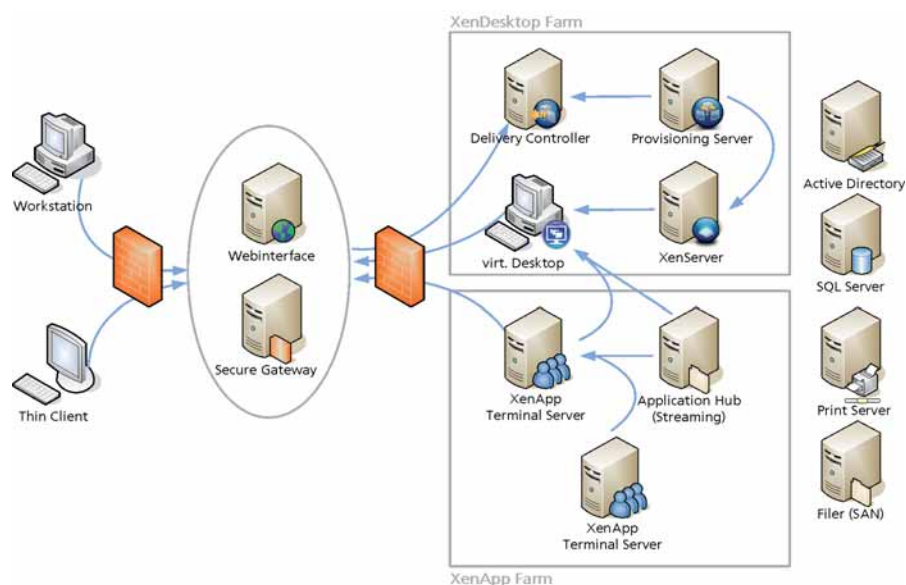 XenDesktop Farm
Delivery Controller
Provisioning Server
Active Directory
Workstation
Webinterface
virt. Desktop
XenServer
SQL Server
Secure Gateway
Thin Client
XenApp
Terminal Server
Application Hub
(Streaming)
Print Server
XenApp
Terminal Server
Filer (SAN)
XenApp Farm